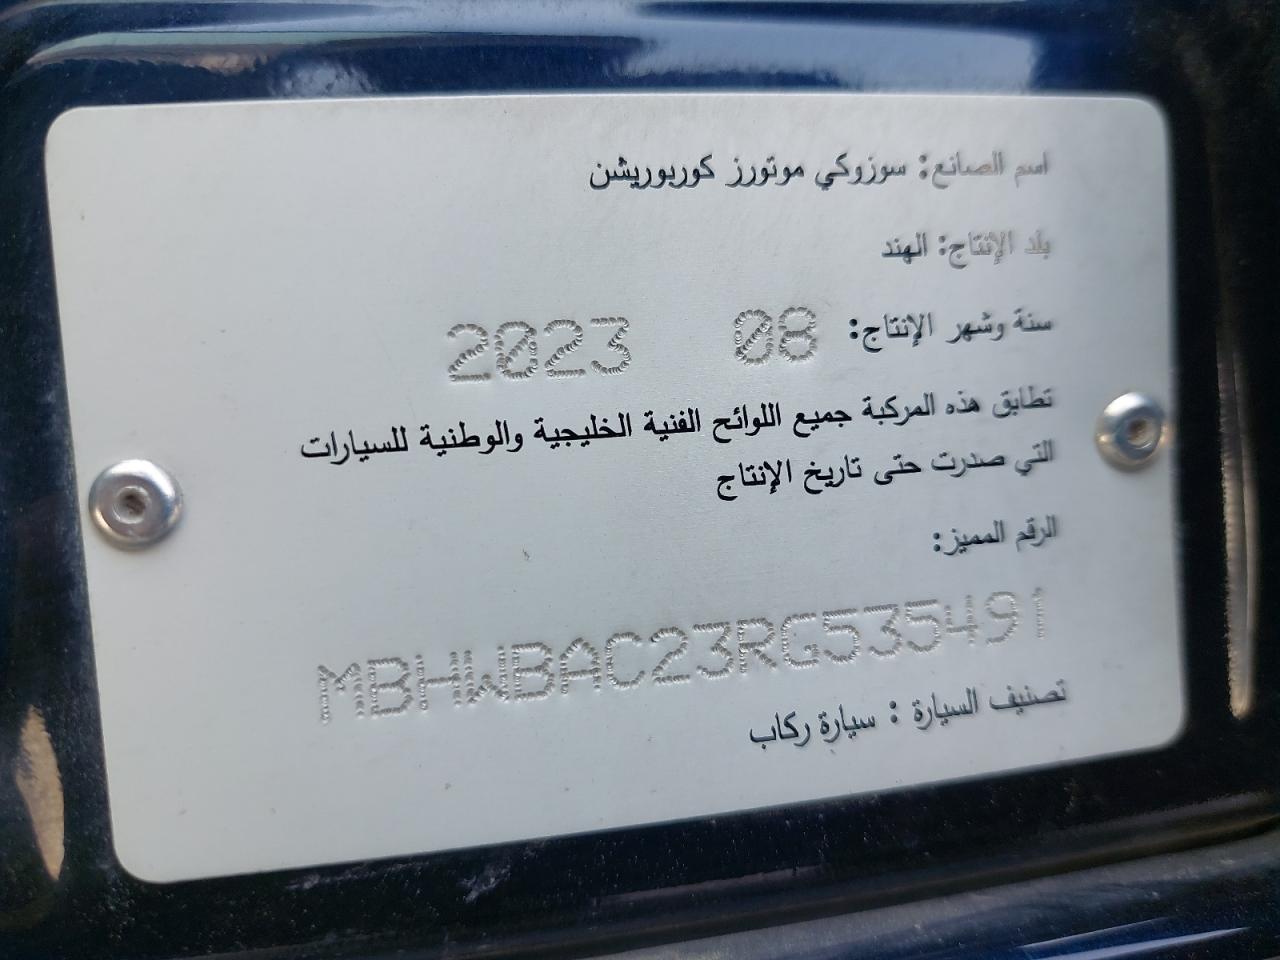 اسم الصانع: سوزوكي موتورز كوربوريشن
بلد الإنتاج: الهند
سنة وشهر الإنتاج: 08 2023
تطابق هذه المركبة جميع اللوائح الفنية الخليجية والوطنية للسيارات
التي صدرت حتى تاريخ الإنتاج
الرقم المميز:
MBHWBAC23RG535491
تصنيف السيارة : سيارة ركاب